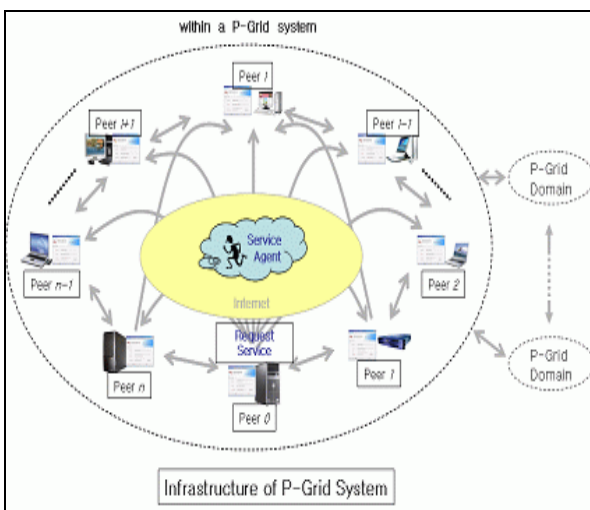 within a P-Grid system
Peer i
Peer i+1
Peer i-1
P-Grid
Domain
Service
Agent
Peer n-1
Peer 2
Internet
Request
Service
Peer n
Peer 1
Peer 0
P-Grid
Domain
Infrastructure of P-Grid System